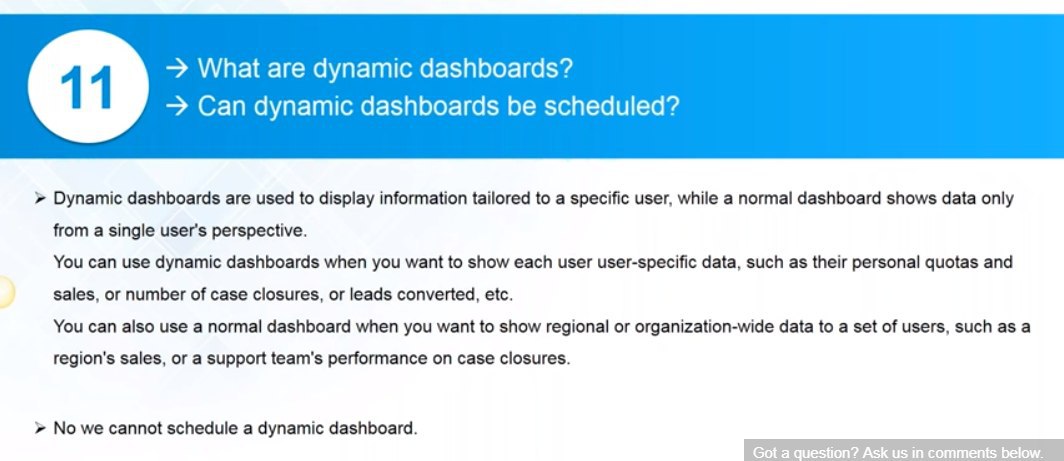 11
→ What are dynamic dashboards?
→ Can dynamic dashboards be scheduled?
➢ Dynamic dashboards are used to display information tailored to a specific user, while a normal dashboard shows data only
from a single user's perspective.
You can use dynamic dashboards when you want to show each user user-specific data, such as their personal quotas and
sales, or number of case closures, or leads converted, etc.
You can also use a normal dashboard when you want to show regional or organization-wide data to a set of users, such as a
region's sales, or a support team's performance on case closures.
➢ No we cannot schedule a dynamic dashboard.
Got a question? Ask us in comments below.